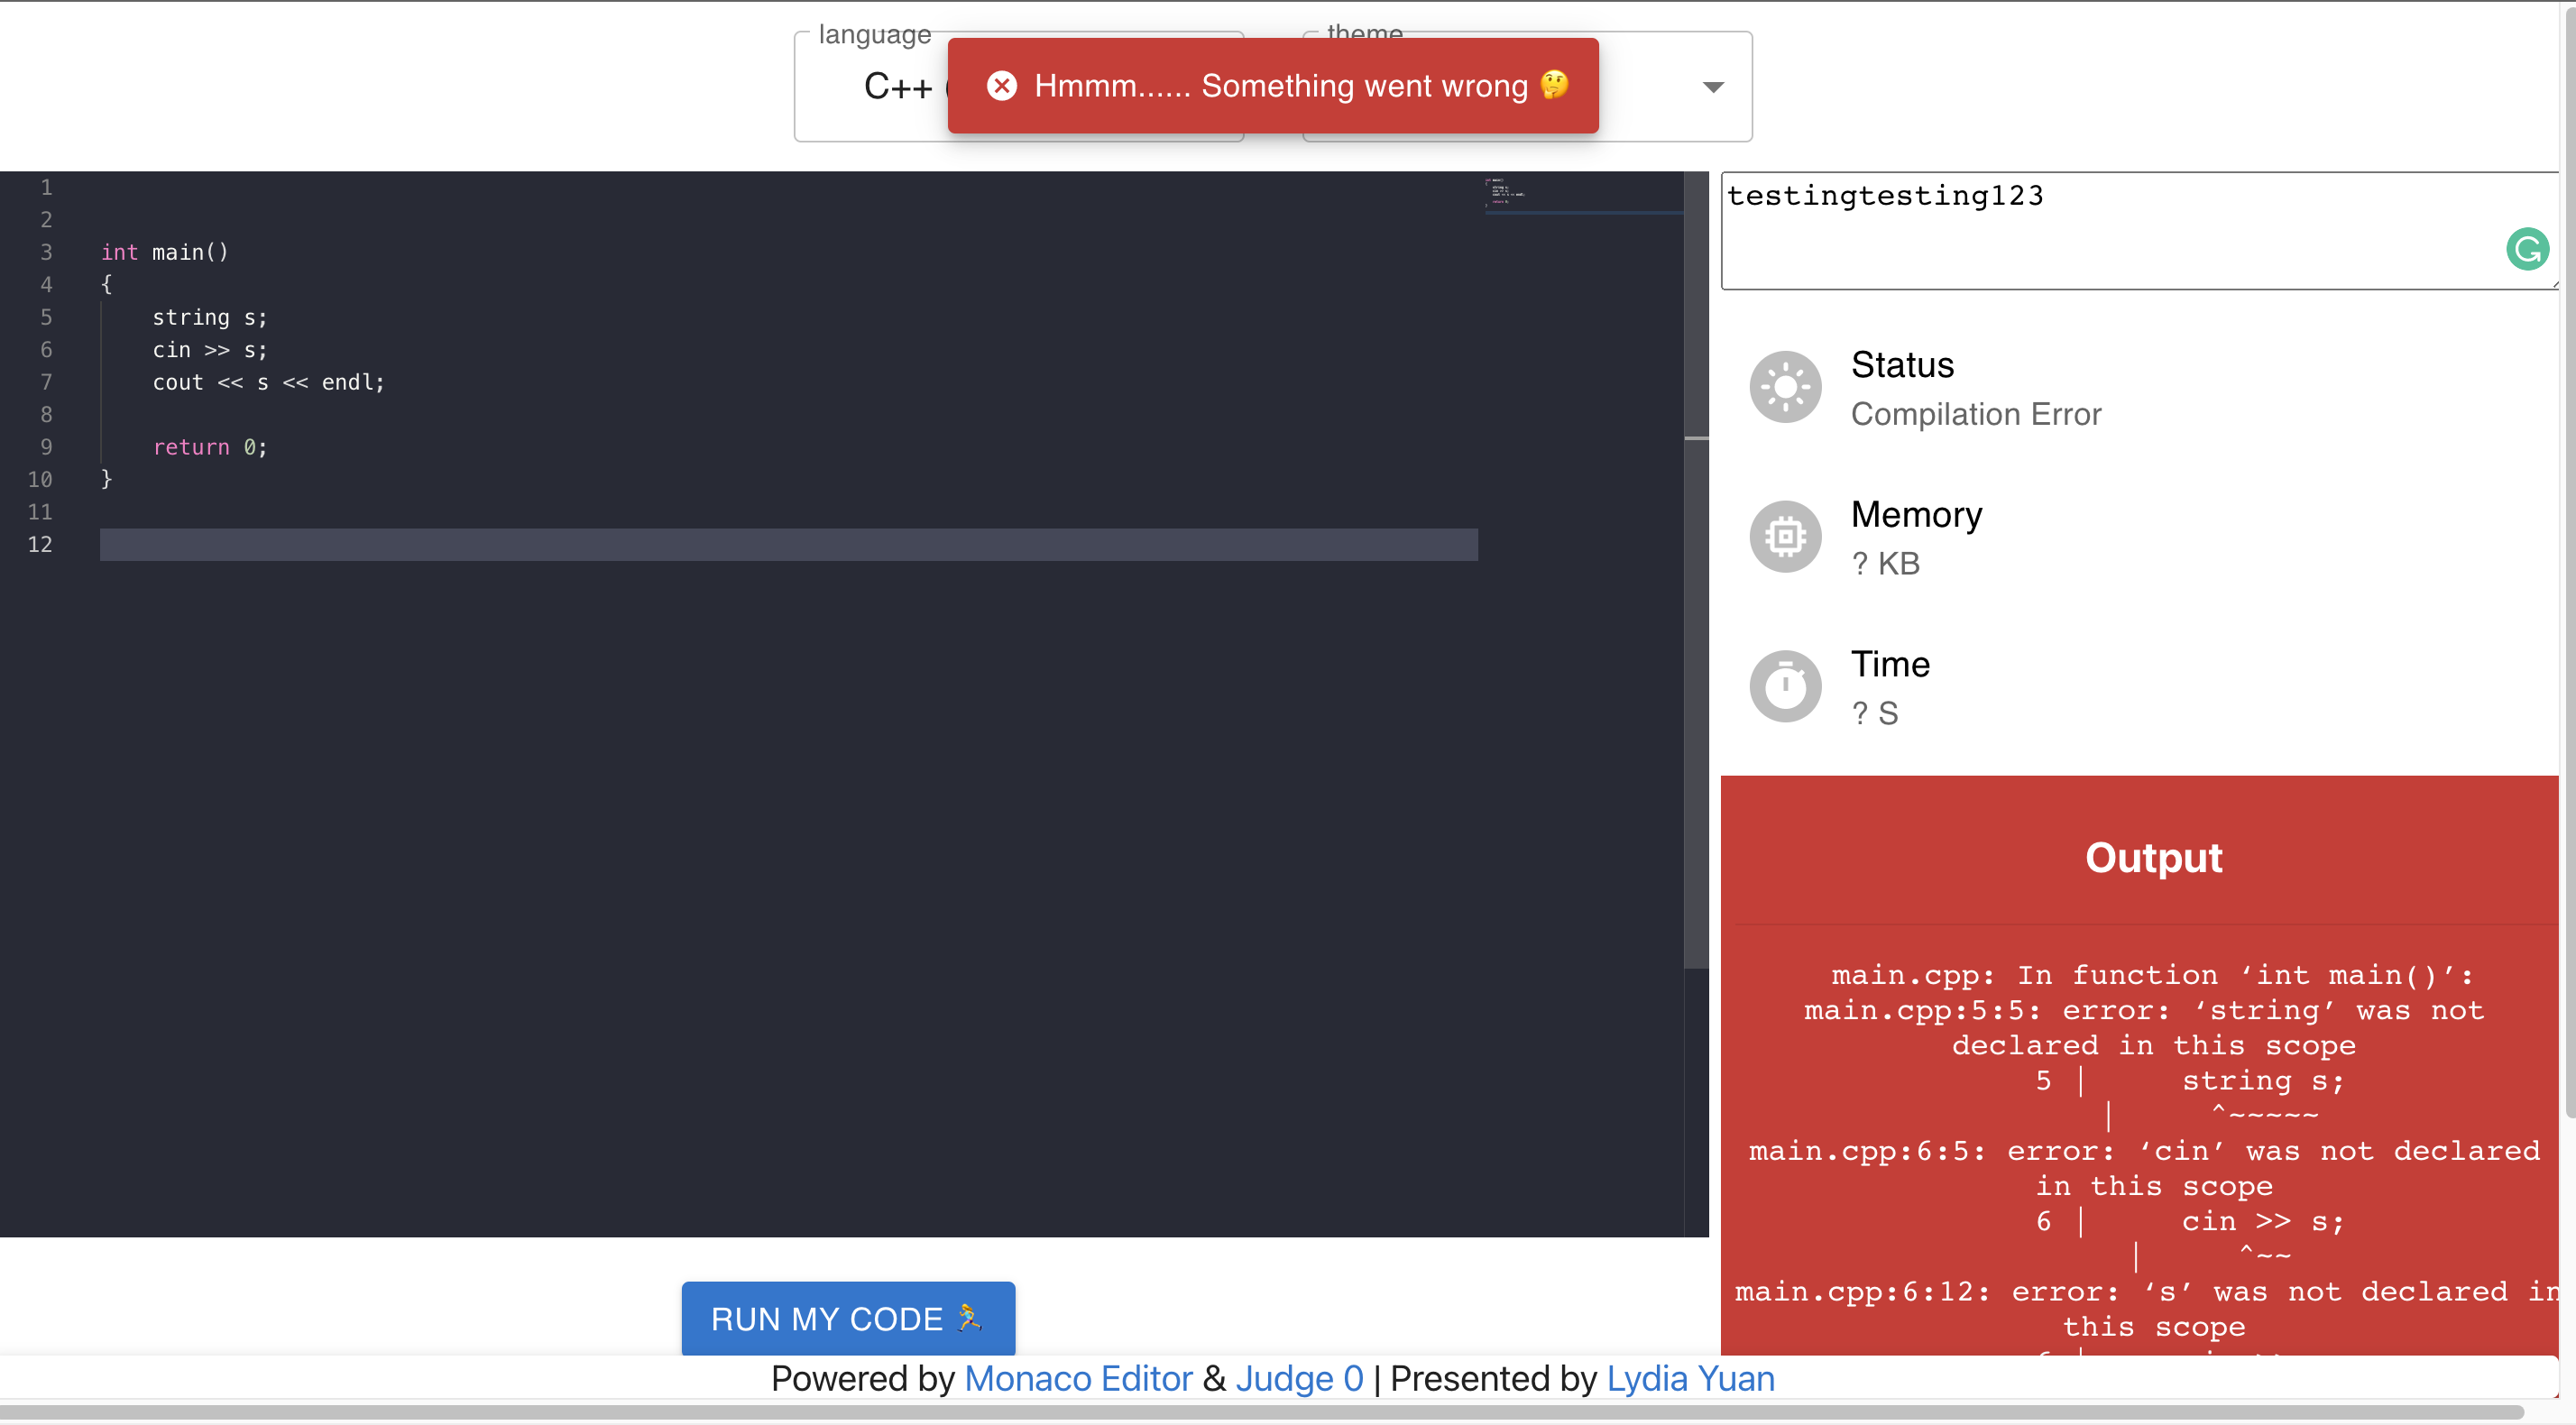 language
theme
C++
Hmmm...... Something went wrong 🤔
1
2
3 int main()
4 {
5     string s;
6     cin >> s;
7     cout << s << endl;
8
9     return 0;
10 }
11
12
testingtesting123
Status
Compilation Error
Memory
? KB
Time
? S
Output
main.cpp: In function ‘int main()’:
main.cpp:5:5: error: ‘string’ was not
declared in this scope
5 |     string s;
|     ^~~~~~
main.cpp:6:5: error: ‘cin’ was not declared
in this scope
6 |     cin >> s;
|     ^~~
main.cpp:6:12: error: ‘s’ was not declared in
this scope
RUN MY CODE 🏃
Powered by Monaco Editor & Judge 0 | Presented by Lydia Yuan